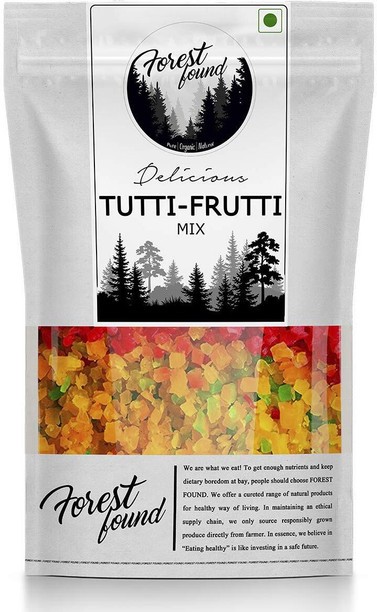 Forest
found
Pure | Organic | Natural
Delicious
TUTTI-FRUTTI
MIX
Forest
found
We are what we eat! To get enough nutrients and keep
dietary boredom at bay, people should choose FOREST
FOUND. We offer a cureted range of natural products
for healthy way of living. In maintaining an ethical
supply chain, we only source responsibly grown
produce directly from farmer. In essence, we believe in
"Eating healthy" is like investing in a safe future.